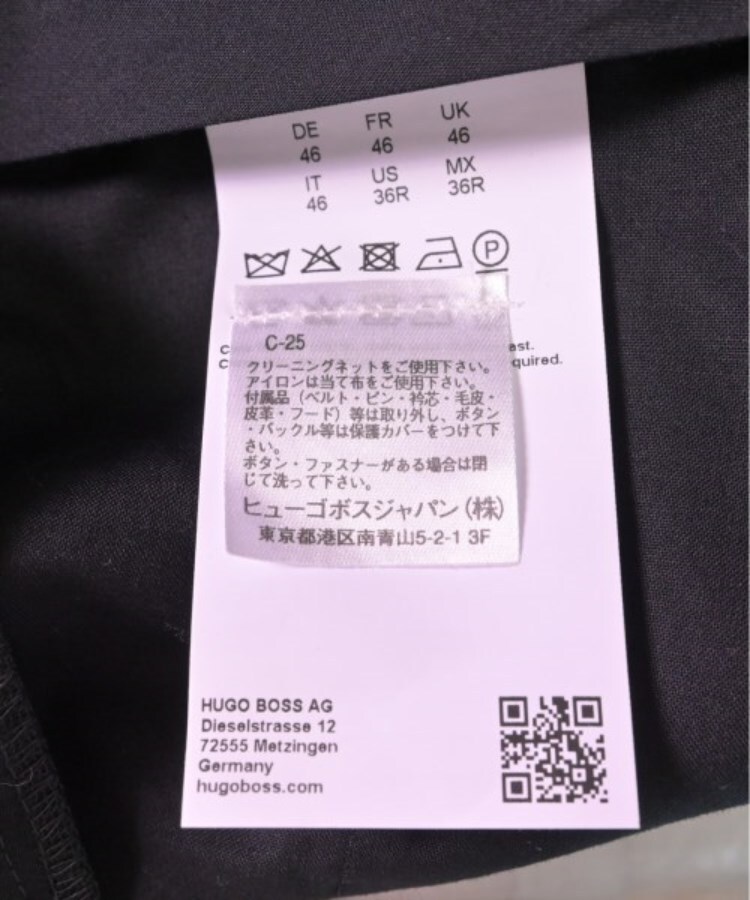 DE FR UK
46 46 46
IT US MX
46 36R 36R
P
C-25
ast.
quired.
クリーニングネットをご使用下さい。
アイロンは当て布をご使用下さい。
付属品（ベルト・ピン・衿芯・毛皮・
皮革・フード）等は取り外し、ボタン
・バックル等は保護カバーをつけて下
さい。
ボタン・ファスナーがある場合は閉
じて洗って下さい。
ヒューゴボスジャパン(株)
東京都港区南青山5-2-1 3F
HUGO BOSS AG
Dieselstrasse 12
72555 Metzingen
Germany
hugoboss.com